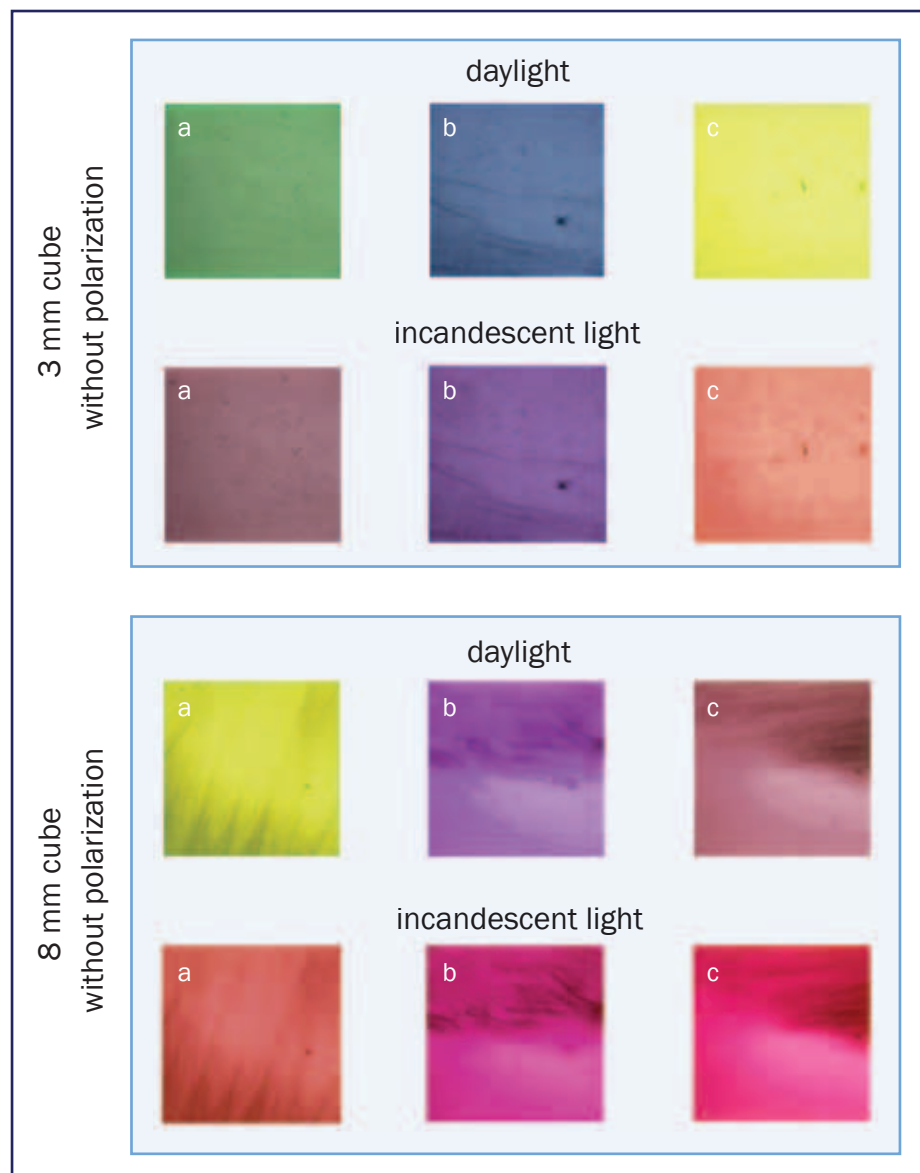 3 mm cube
without polarization
daylight
a
b
c
incandescent light
a
b
c
8 mm cube
without polarization
daylight
a
b
c
incandescent light
a
b
c